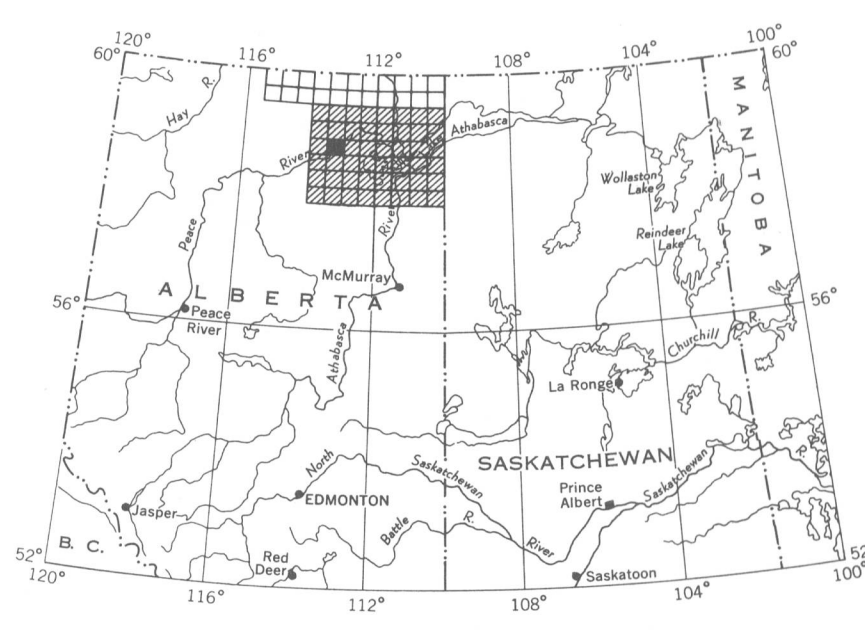 120°
60°
116°
112°
108°
104°
100°
60°
Hay
R.
River
Lake
Athabasca
MANITOBA
Wollaston
Lake
Reindeer
Lake
Peace
River
McMurray
ALBERTA
56°
Peace
River
56°
R.
Churchill
Athabasca
La Ronge
North
Saskatchewan
SASKATCHEWAN
Saskatchewan
R.
Jasper
EDMONTON
Prince
Albert
Battle
R.
River
B. C.
Red
Deer
Saskatoon
52°
120°
116°
112°
108°
104°
52
100°